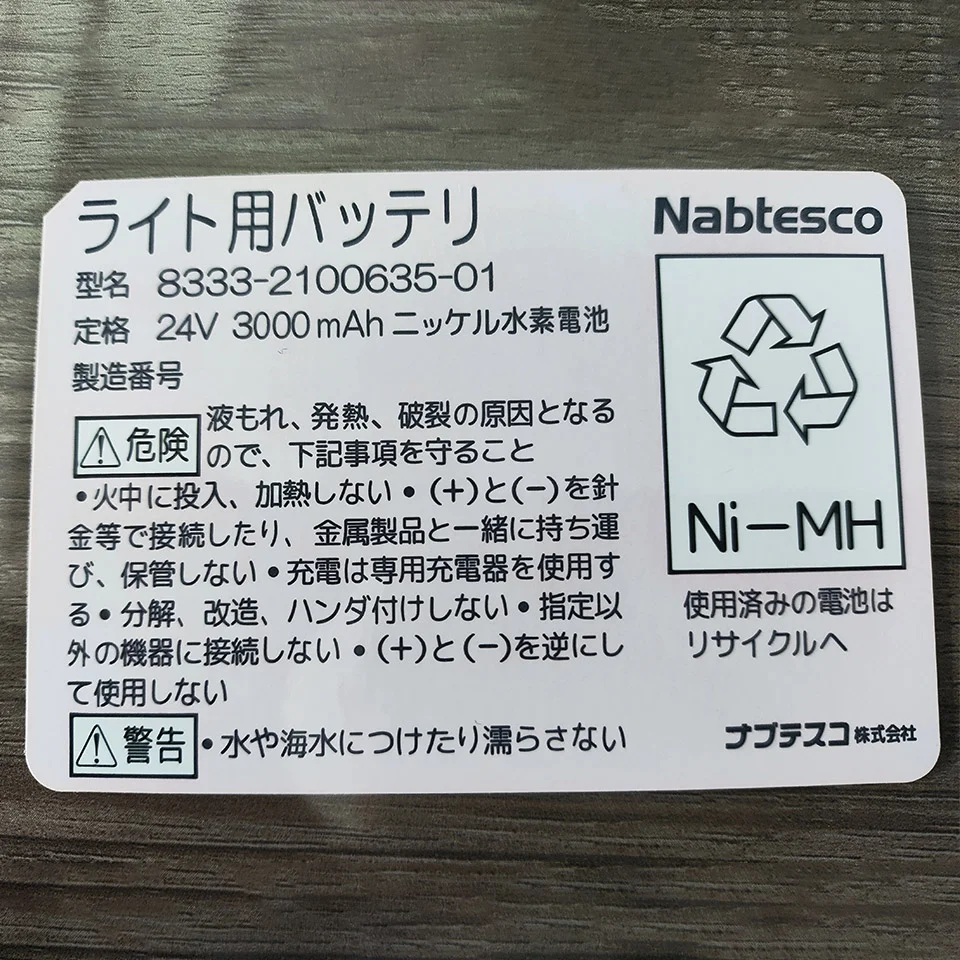 ライト用バッテリ
Nabtesco
型名 8333-2100635-01
定格 24V 3000mAh ニッケル水素電池
製造番号
⚠危険
液もれ、発熱、破裂の原因となる
ので、下記事項を守ること
•火中に投入、加熱しない•(+)と(−)を針
金等で接続したり、金属製品と一緒に持ち運
び、保管しない•充電は専用充電器を使用す
る•分解、改造、ハンダ付けしない•指定以
外の機器に接続しない•(+)と(−)を逆にし
て使用しない
⚠警告 •水や海水につけたり濡らさない
Ni−MH
使用済みの電池は
リサイクルへ
ナブテスコ株式会社